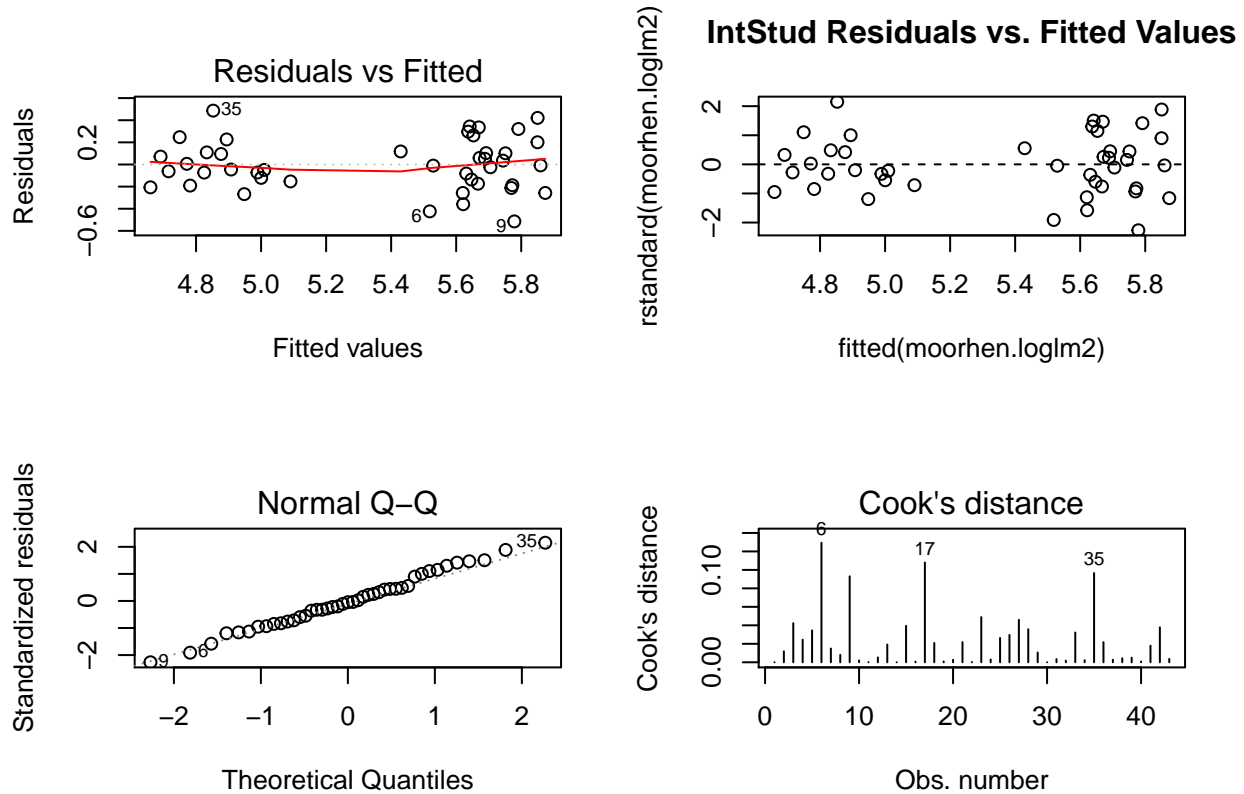 Residuals vs Fitted
Residuals
0.2
−0.6
35
6
9
4.8 5.0 5.2 5.4 5.6 5.8
Fitted values
IntStud Residuals vs. Fitted Values
rstandard(moorhen.loglm2)
2
0
−2
4.8 5.0 5.2 5.4 5.6 5.8
fitted(moorhen.loglm2)
Normal Q−Q
Standardized residuals
2
0
−2
35
6
9
−2 −1 0 1 2
Theoretical Quantiles
Cook's distance
Cook's distance
0.10
0.00
6
17
35
0 10 20 30 40
Obs. number